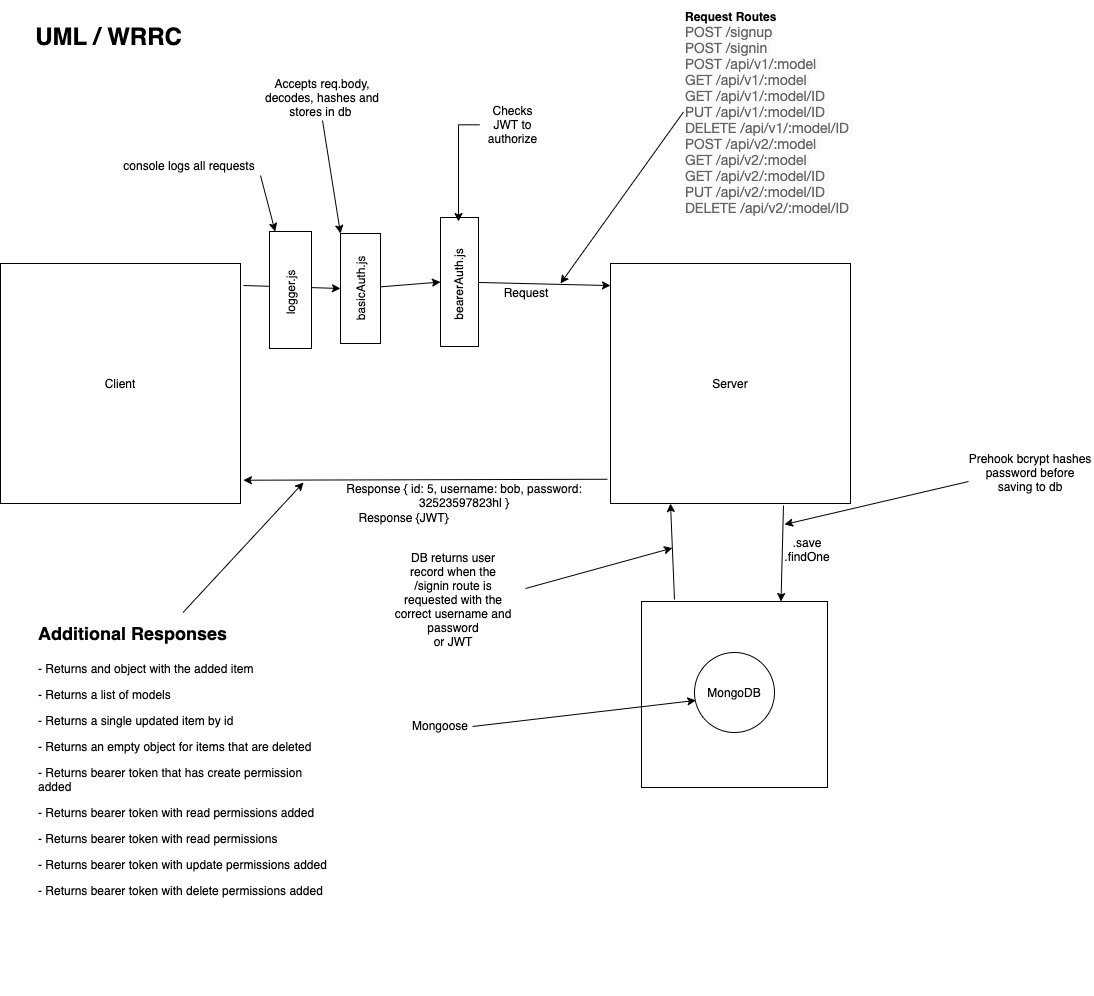 UML / WRRC
Request Routes
POST /signup
POST /signin
POST /api/v1/:model
GET /api/v1/:model
GET /api/v1/:model/ID
PUT /api/v1/:model/ID
DELETE /api/v1/:model/ID
POST /api/v2/:model
GET /api/v2/:model
GET /api/v2/:model/ID
PUT /api/v2/:model/ID
DELETE /api/v2/:model/ID
Accepts req.body,
decodes, hashes and
stores in db
Checks
JWT to
authorize
console logs all requests
logger.js
basicAuth.js
bearerAuth.js
Request
Client
Server
Response { id: 5, username: bob, password:
32523597823hl }
Response {JWT}
Prehook bcrypt hashes
password before
saving to db
.save
.findOne
DB returns user
record when the
/signin route is
requested with the
correct username and
password
or JWT
MongoDB
Mongoose
Additional Responses
- Returns and object with the added item
- Returns a list of models
- Returns a single updated item by id
- Returns an empty object for items that are deleted
- Returns bearer token that has create permission
added
- Returns bearer token with read permissions added
- Returns bearer token with read permissions
- Returns bearer token with update permissions added
- Returns bearer token with delete permissions added